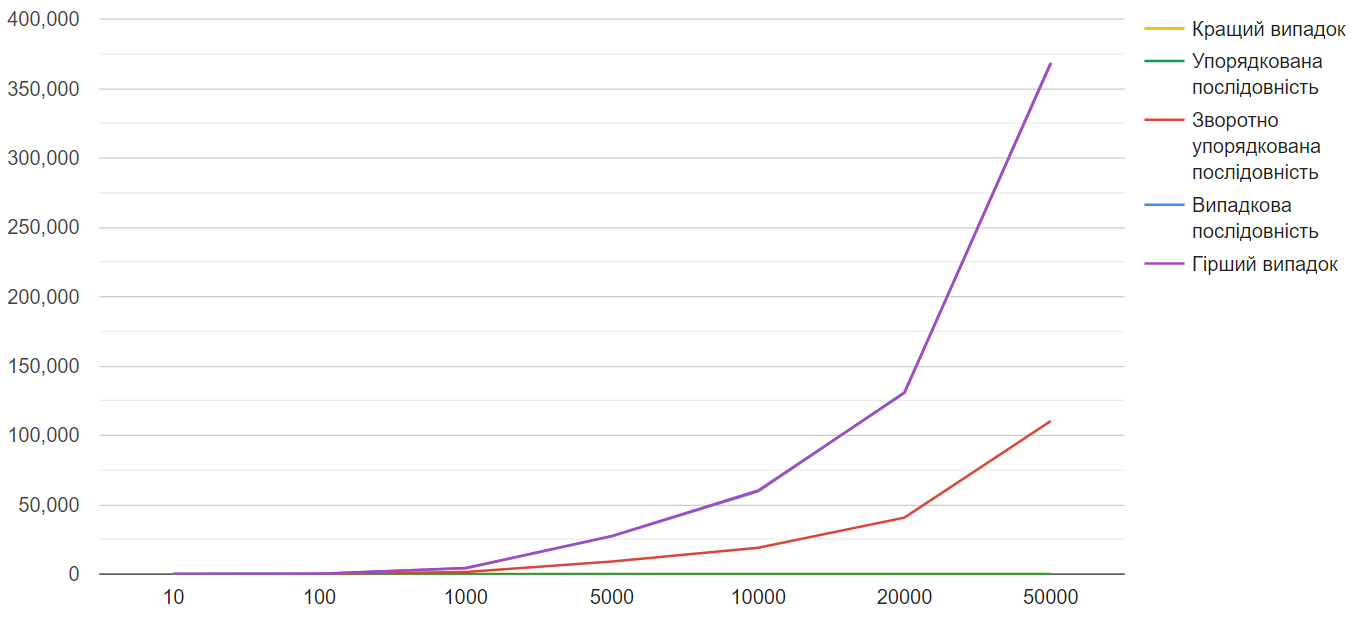 400,000
350,000
300,000
250,000
200,000
150,000
100,000
50,000
0
10 100 1000 5000 10000 20000 50000
Кращий випадок
Упорядкована
послідовність
Зворотно
упорядкована
послідовність
Випадкова
послідовність
Гірший випадок